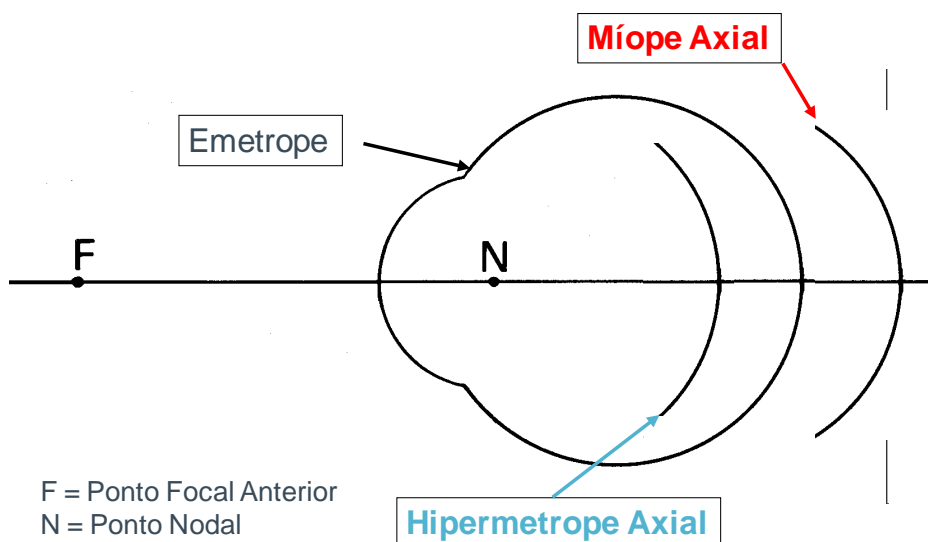 Míope Axial
Emetrope
F
N
F = Ponto Focal Anterior
N = Ponto Nodal
Hipermetrope Axial